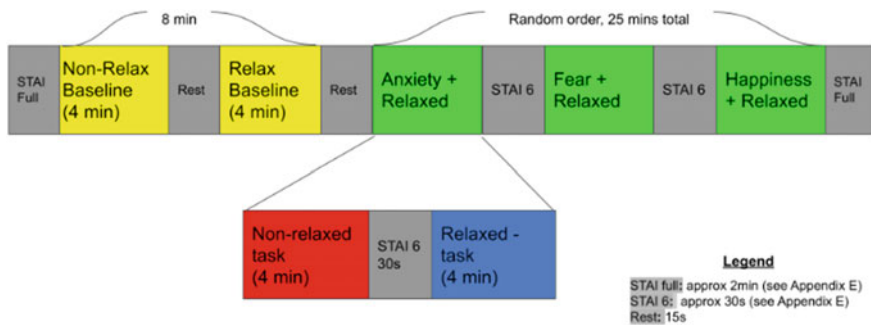 8 min
Random order, 25 mins total
STAI
Full
Non-Relax
Baseline
(4 min)
Rest
Relax
Baseline
(4 min)
Rest
Anxiety +
Relaxed
STAI 6
Fear +
Relaxed
STAI 6
Happiness
+ Relaxed
STAI
Full
Non-relaxed
task
(4 min)
STAI 6
30s
Relaxed -
task
(4 min)
Legend
STAI full: approx 2min (see Appendix E)
STAI 6: approx 30s (see Appendix E)
Rest: 15s